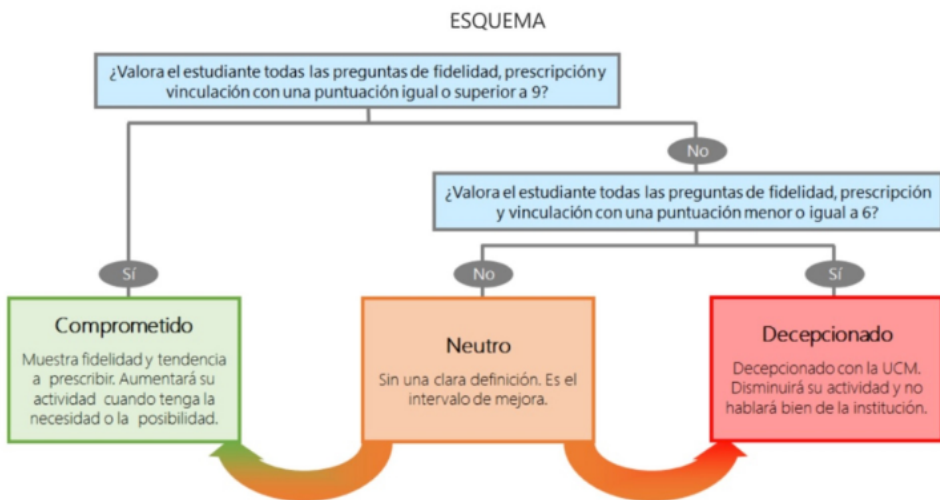 ESQUEMA
¿Valora el estudiante todas las preguntas de fidelidad, prescripción y
vinculación con una puntuación igual o superior a 9?
No
¿Valora el estudiante todas las preguntas de fidelidad, prescripción
y vinculación con una puntuación menor o igual a 6?
Sí
No
Sí
Comprometido
Muestra fidelidad y tendencia
a prescribir. Aumentará su
actividad cuando tenga la
necesidad o la posibilidad.
Neutro
Sin una clara definición. Es el
intervalo de mejora.
Decepcionado
Decepcionado con la UCM.
Disminuirá su actividad y no
hablará bien de la institución.